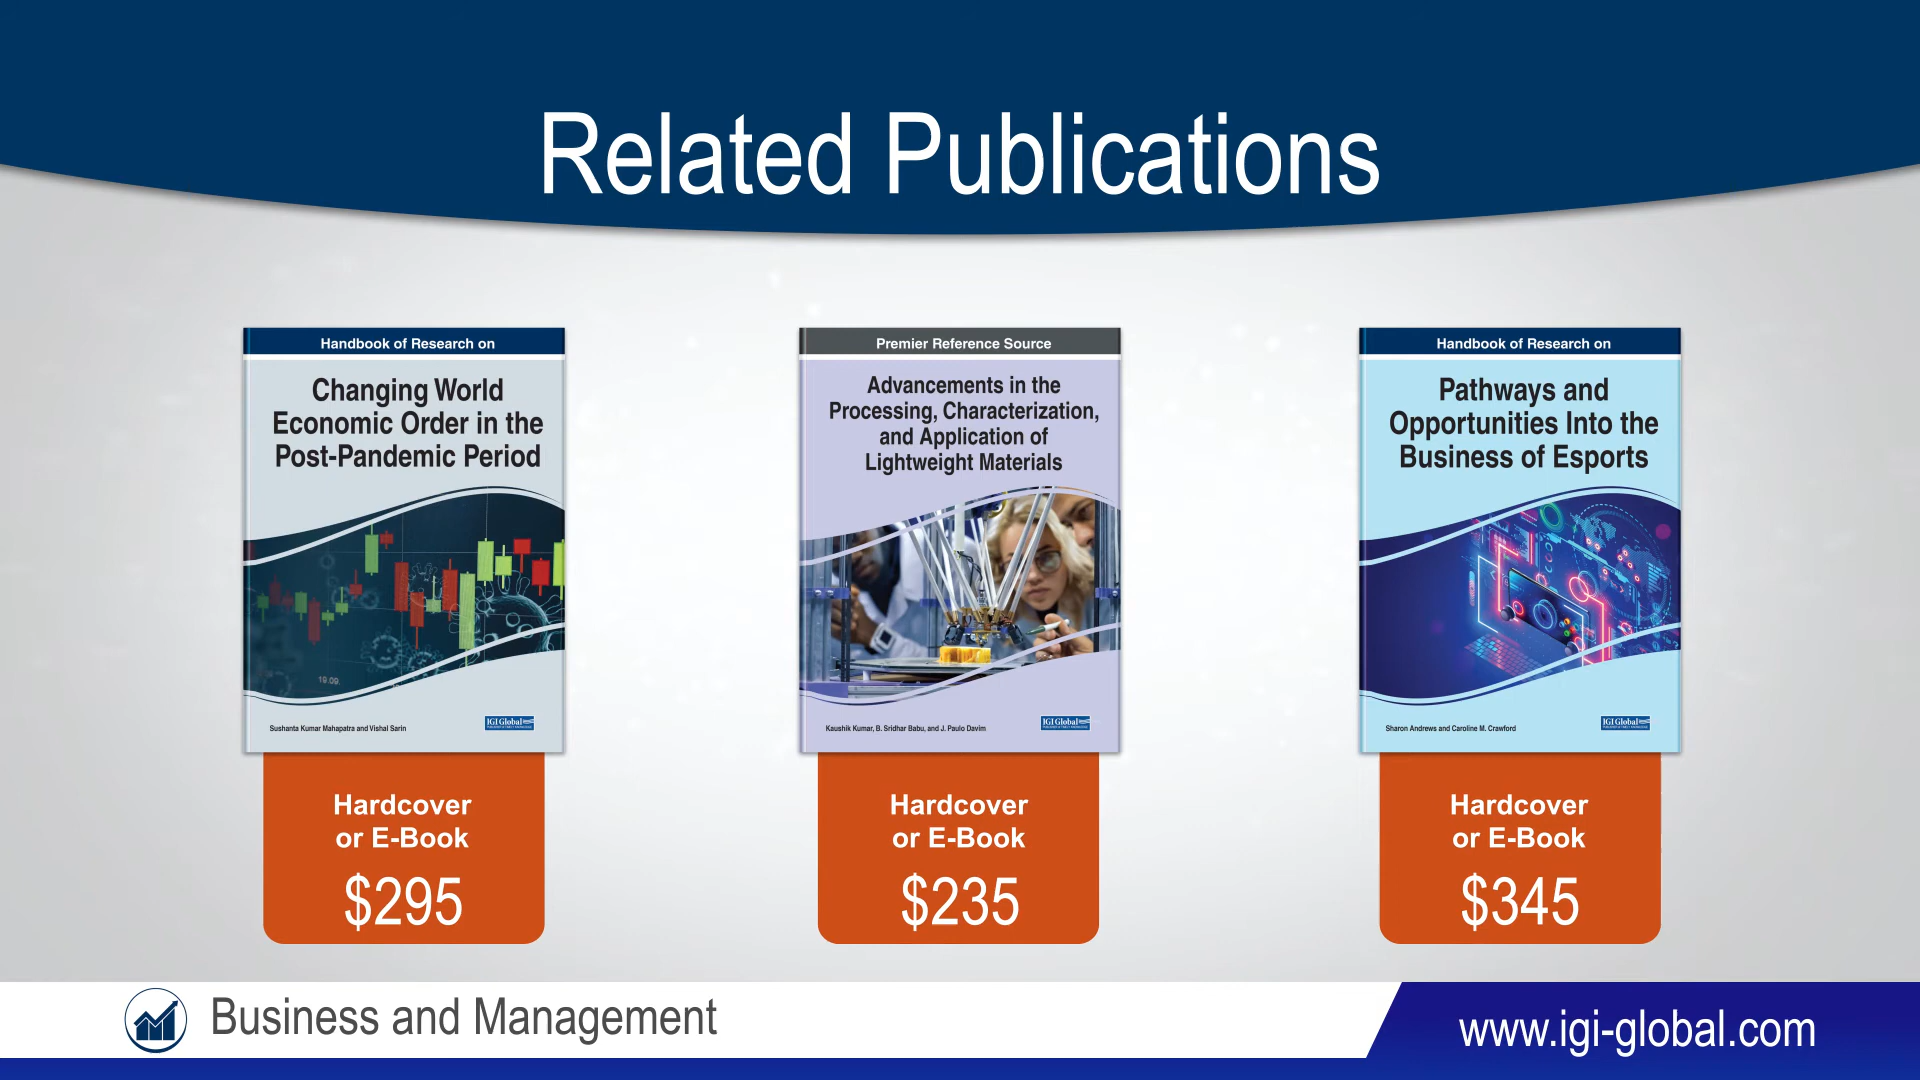 Related Publications
Handbook of Research on
Changing World
Economic Order in the
Post-Pandemic Period
19.09.
Sushanta Kumar Mahapatra and Vishal Sarin
IGI Global
Hardcover
or E-Book
$295
Premier Reference Source
Advancements in the
Processing, Characterization,
and Application of
Lightweight Materials
Kaushik Kumar, B. Sridhar Babu, and J. Paulo Davim
IGI Global
Hardcover
or E-Book
$235
Handbook of Research on
Pathways and
Opportunities Into the
Business of Esports
Sharon Andrews and Caroline M. Crawford
IGI Global
Hardcover
or E-Book
$345
Business and Management
www.igi-global.com